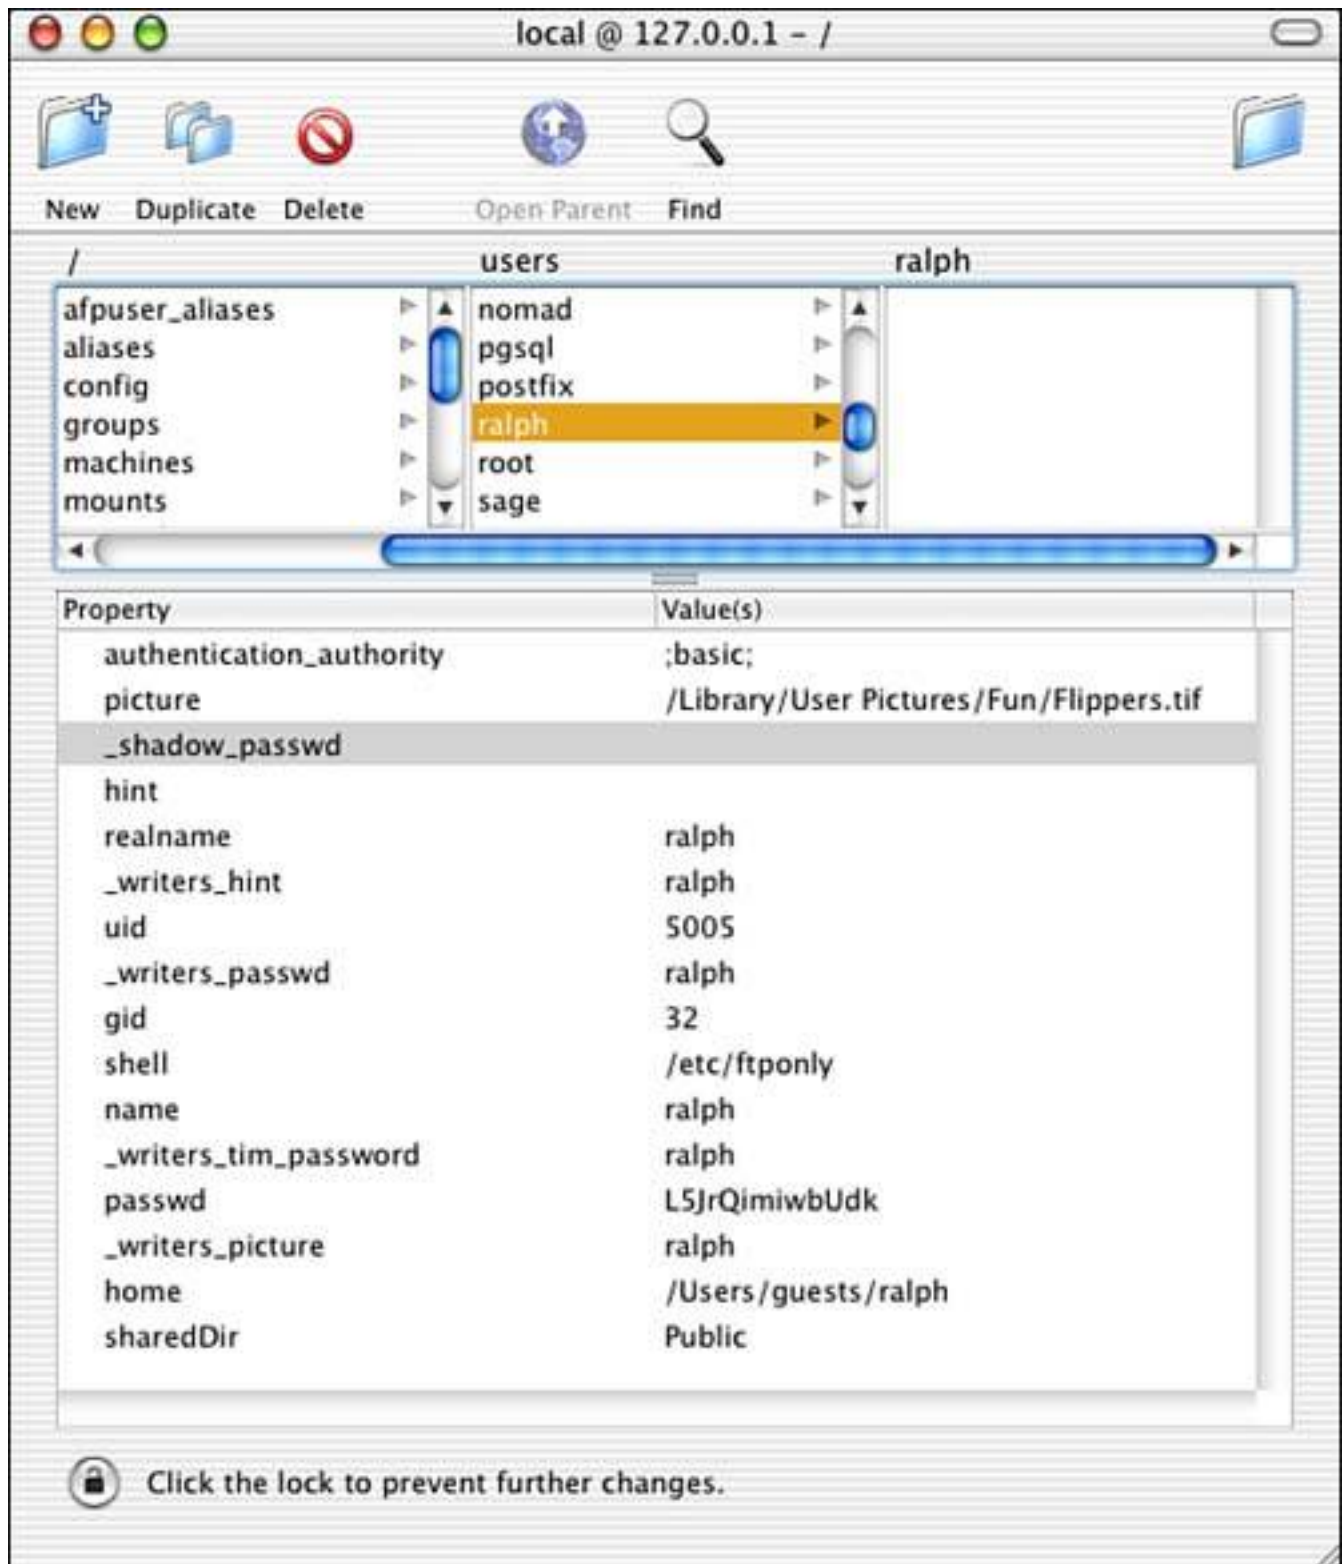 local @ 127.0.0.1 – /
New Duplicate Delete Open Parent Find
/ users ralph
afpuser_aliases nomad
aliases pgsql
config postfix
groups ralph
machines root
mounts sage
Property Value(s)
authentication_authority ;basic;
picture /Library/User Pictures/Fun/Flippers.tif
_shadow_passwd
hint
realname ralph
_writers_hint ralph
uid 5005
_writers_passwd ralph
gid 32
shell /etc/ftponly
name ralph
_writers_tim_password ralph
passwd L5JrQimiwbUdk
_writers_picture ralph
home /Users/guests/ralph
sharedDir Public
Click the lock to prevent further changes.